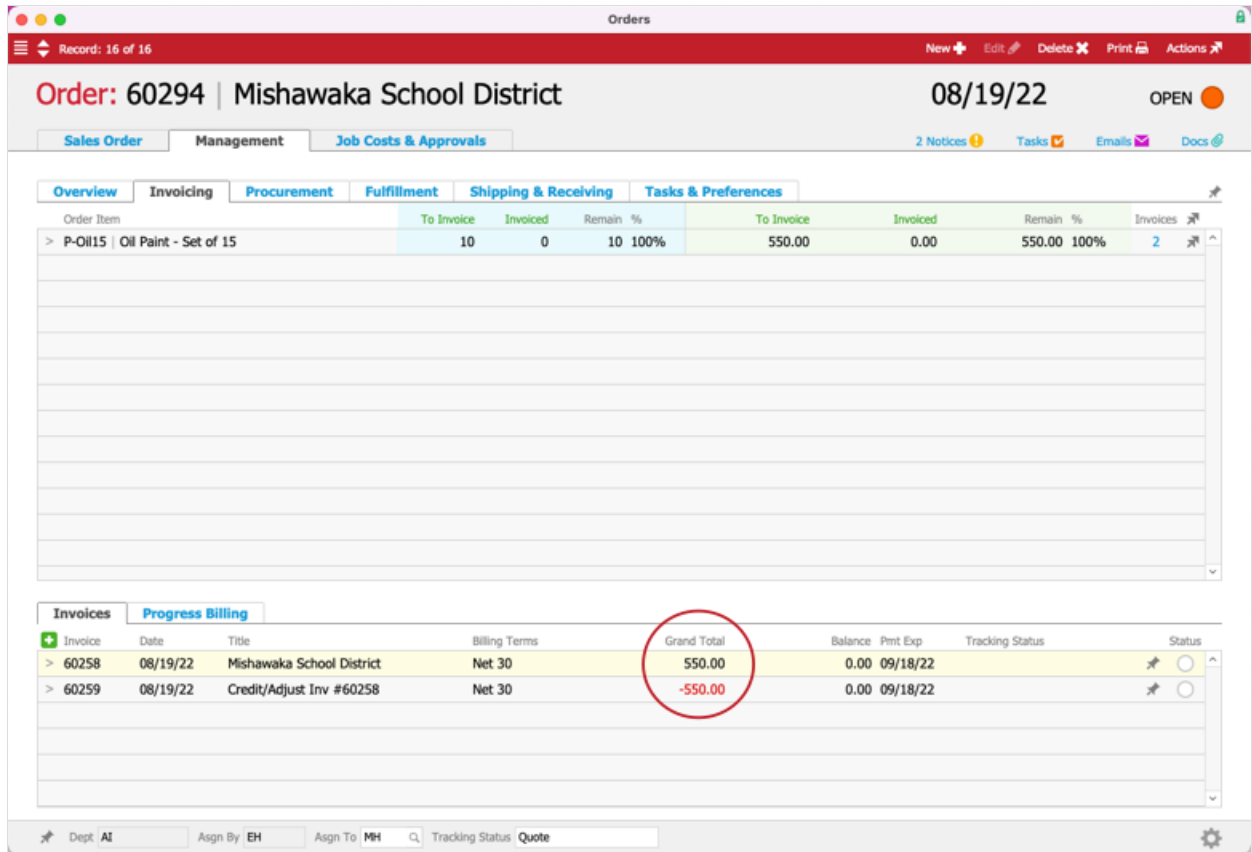 Orders
Record: 16 of 16 New Edit Delete Print Actions
Order: 60294 | Mishawaka School District 08/19/22 OPEN
Sales Order Management Job Costs & Approvals 2 Notices Tasks Emails Docs
Overview Invoicing Procurement Fulfillment Shipping & Receiving Tasks & Preferences
Order Item To Invoice Invoiced Remain % To Invoice Invoiced Remain % Invoices
> P-Oil15 | Oil Paint - Set of 15 10 0 10 100% 550.00 0.00 550.00 100% 2
Invoices Progress Billing
Invoice Date Title Billing Terms Grand Total Balance Pmt Exp Tracking Status Status
> 60258 08/19/22 Mishawaka School District Net 30 550.00 0.00 09/18/22
> 60259 08/19/22 Credit/Adjust Inv #60258 Net 30 -550.00 0.00 09/18/22
Dept AI Asgn By EH Asgn To MH Tracking Status Quote